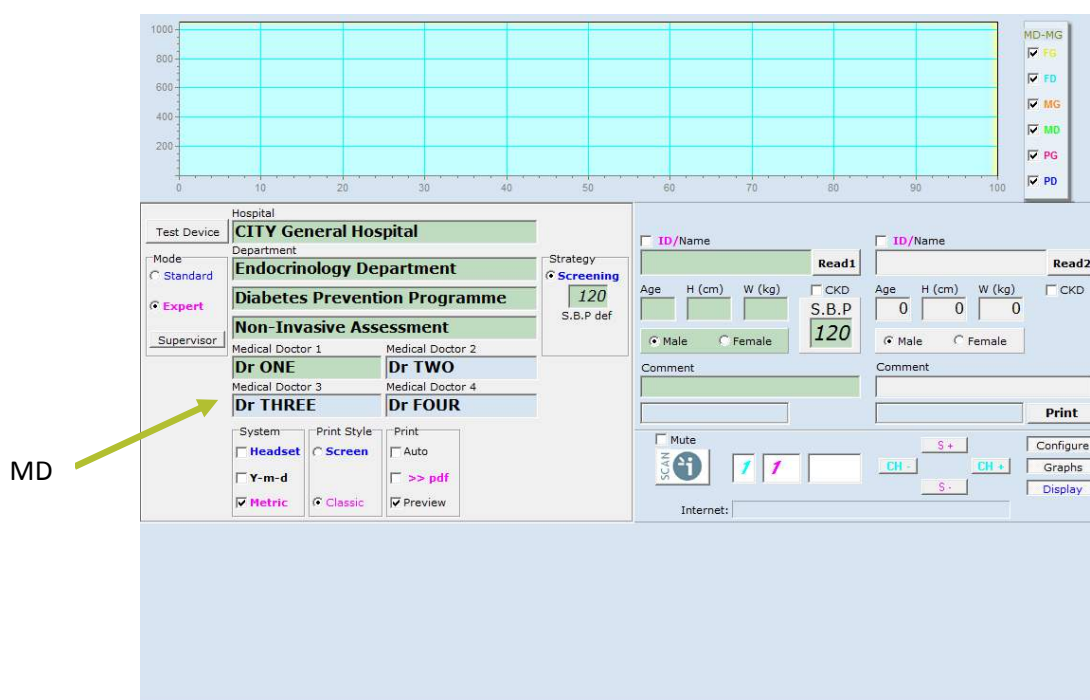 1000
800
600
400
200
0 10 20 30 40 50 60 70 80 90 100
MD-MG
FG
FD
MG
MD
PG
PD
Test Device
Mode
Standard
Expert
Supervisor
Hospital
CITY General Hospital
Department
Endocrinology Department
Diabetes Prevention Programme
Non-Invasive Assessment
Medical Doctor 1 Medical Doctor 2
Dr ONE Dr TWO
Medical Doctor 3 Medical Doctor 4
Dr THREE Dr FOUR
Strategy
Screening
120
S.B.P def
System
Headset
Y-m-d
Metric
Print Style
Screen
Classic
Print
Auto
>> pdf
Preview
MD
ID/Name
Read1
Age H (cm) W (kg) CKD
S.B.P
120
Male Female
Comment
ID/Name
Read2
Age H (cm) W (kg) CKD
0 0 0
Male Female
Comment
Print
Mute
SCAN
i
1 1
S +
CH - CH +
S -
Configure
Graphs
Display
Internet: